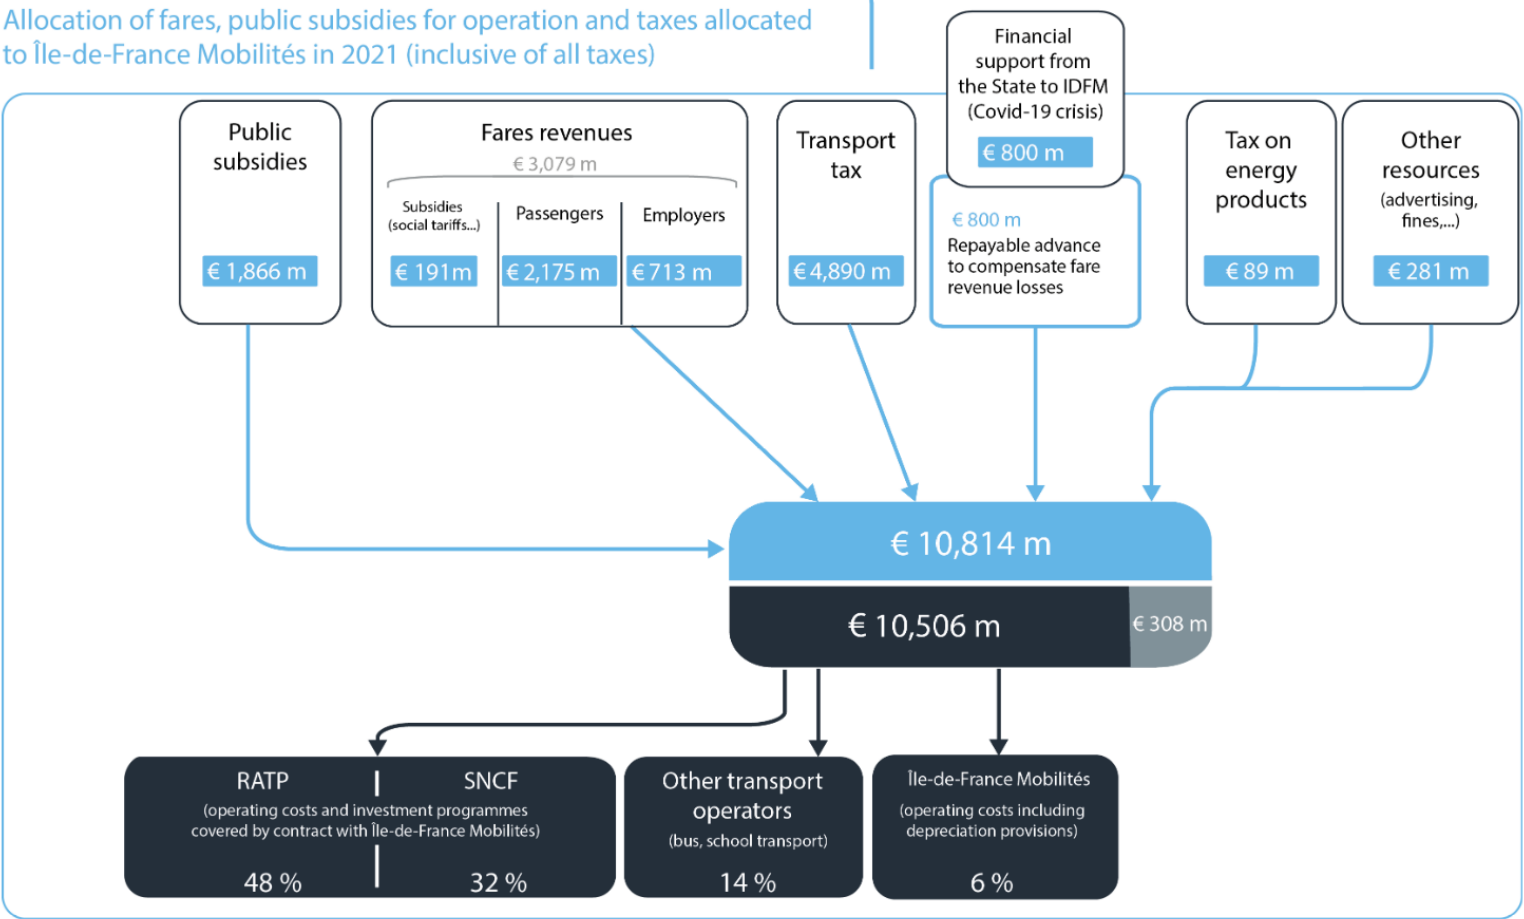 Allocation of fares, public subsidies for operation and taxes allocated
to Île-de-France Mobilités in 2021 (inclusive of all taxes)
Public
subsidies
€ 1,866 m
Fares revenues
€ 3,079 m
Subsidies
(social tariffs...)
€ 191m
Passengers
€ 2,175 m
Employers
€ 713 m
Transport
tax
€ 4,890 m
Financial
support from
the State to IDFM
(Covid-19 crisis)
€ 800 m
€ 800 m
Repayable advance
to compensate fare
revenue losses
Tax on
energy
products
€ 89 m
Other
resources
(advertising,
fines,...)
€ 281 m
€ 10,814 m
€ 10,506 m
€ 308 m
RATP
SNCF
(operating costs and investment programmes
covered by contract with Île-de-France Mobilités)
48 %
32 %
Other transport
operators
(bus, school transport)
14 %
Île-de-France Mobilités
(operating costs including
depreciation provisions)
6 %